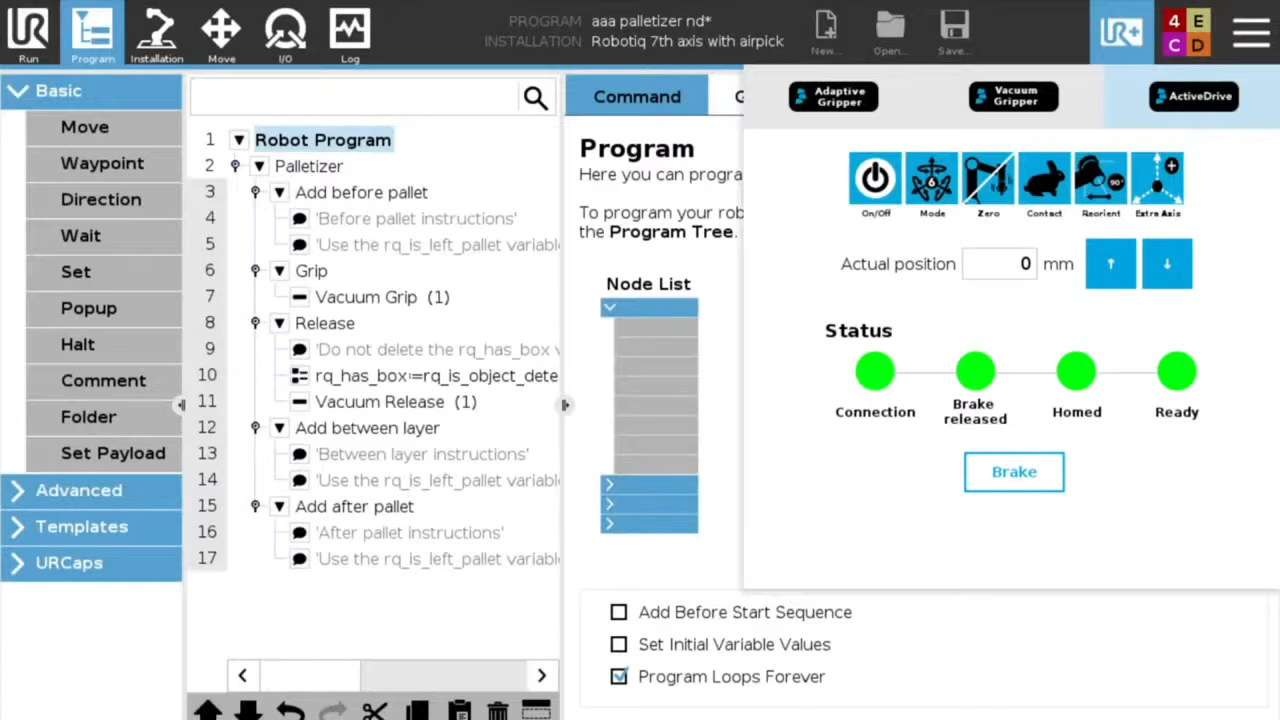 UR
Run
Program
Installation
Move
I/O
Log
PROGRAM aaa palletizer nd*
INSTALLATION Robotiq 7th axis with airpick
New...
Open...
Save...
UR+
4 E
C D
Basic
Move
Waypoint
Direction
Wait
Set
Popup
Halt
Comment
Folder
Set Payload
Advanced
Templates
URCaps
1 Robot Program
2 Palletizer
3 Add before pallet
4 'Before pallet instructions'
5 'Use the rq_is_left_pallet variabl
6 Grip
7 Vacuum Grip (1)
8 Release
9 'Do not delete the rq_has_box v
10 rq_has_box:=rq_is_object_dete
11 Vacuum Release (1)
12 Add between layer
13 'Between layer instructions'
14 'Use the rq_is_left_pallet variabl
15 Add after pallet
16 'After pallet instructions'
17 'Use the rq_is_left_pallet variabl
Command
Program
Here you can progra
To program your rob
the Program Tree.
Node List
Adaptive
Gripper
Vacuum
Gripper
ActiveDrive
6
90°
On/Off
Mode
Zero
Contact
Reorient
Extra Axis
Actual position 0 mm
Status
Connection
Brake
released
Homed
Ready
Brake
Add Before Start Sequence
Set Initial Variable Values
Program Loops Forever